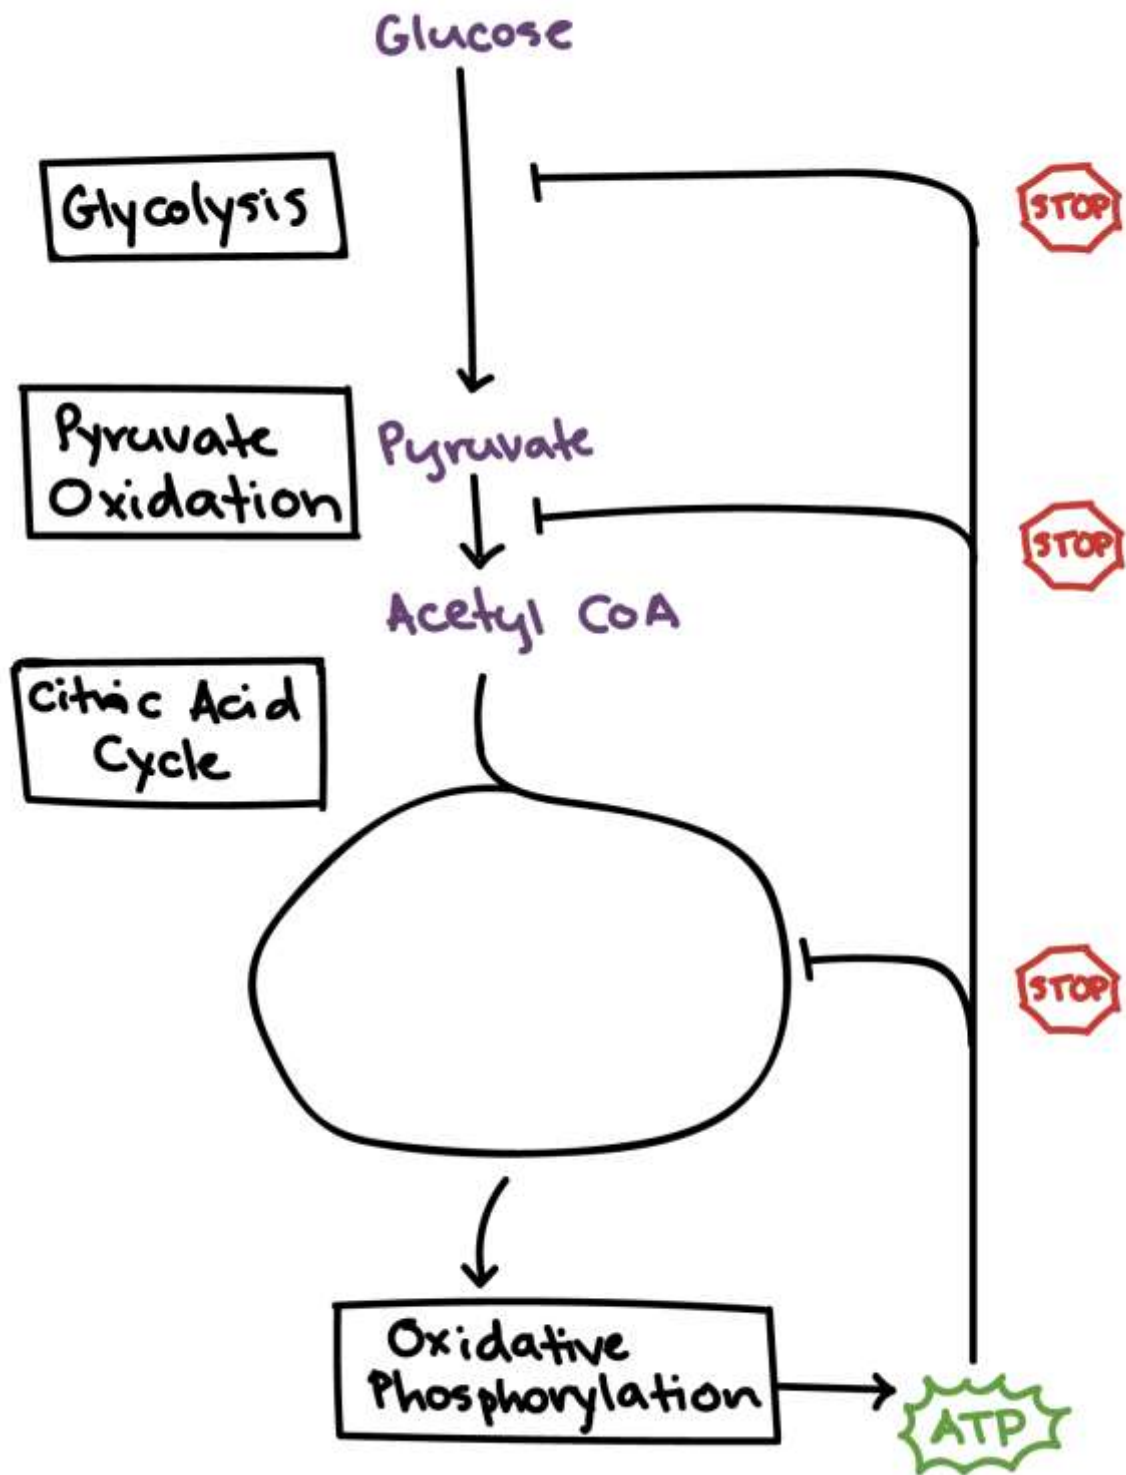 Glucose
Glycolysis
STOP
Pyruvate
Oxidation
Pyruvate
STOP
Acetyl CoA
Citric Acid
Cycle
STOP
Oxidative
Phosphorylation
ATP